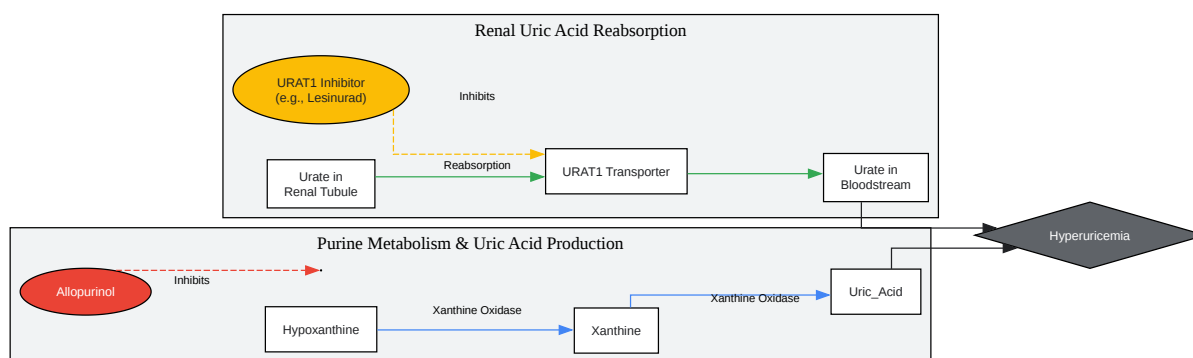 Renal Uric Acid Reabsorption
URAT1 Inhibitor
(e.g., Lesinurad)
Inhibits
Urate in
Renal Tubule
Reabsorption
URAT1 Transporter
Urate in
Bloodstream
Hyperuricemia
Purine Metabolism & Uric Acid Production
Allopurinol
Inhibits
Hypoxanthine
Xanthine Oxidase
Xanthine
Xanthine Oxidase
Uric_Acid